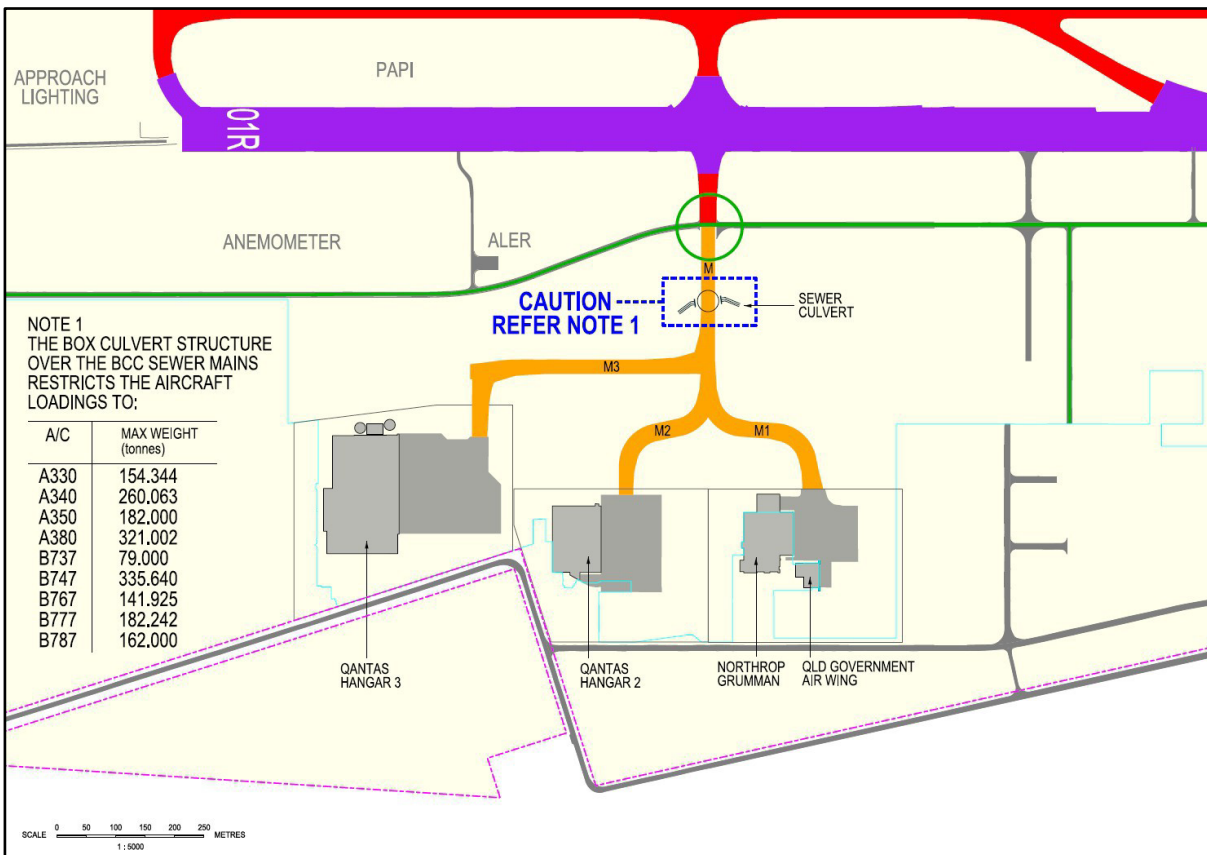 APPROACH
LIGHTING
PAPI
01R
ANEMOMETER
ALER
M
CAUTION
REFER NOTE 1
SEWER
CULVERT
NOTE 1
THE BOX CULVERT STRUCTURE
OVER THE BCC SEWER MAINS
RESTRICTS THE AIRCRAFT
LOADINGS TO:
A/C MAX WEIGHT
(tonnes)
A330 154.344
A340 260.063
A350 182.000
A380 321.002
B737 79.000
B747 335.640
B767 141.925
B777 182.242
B787 162.000
M3
M2
M1
QANTAS
HANGAR 3
QANTAS
HANGAR 2
NORTHROP
GRUMMAN
QLD GOVERNMENT
AIR WING
SCALE 0 50 100 150 200 250 METRES
1 : 5000